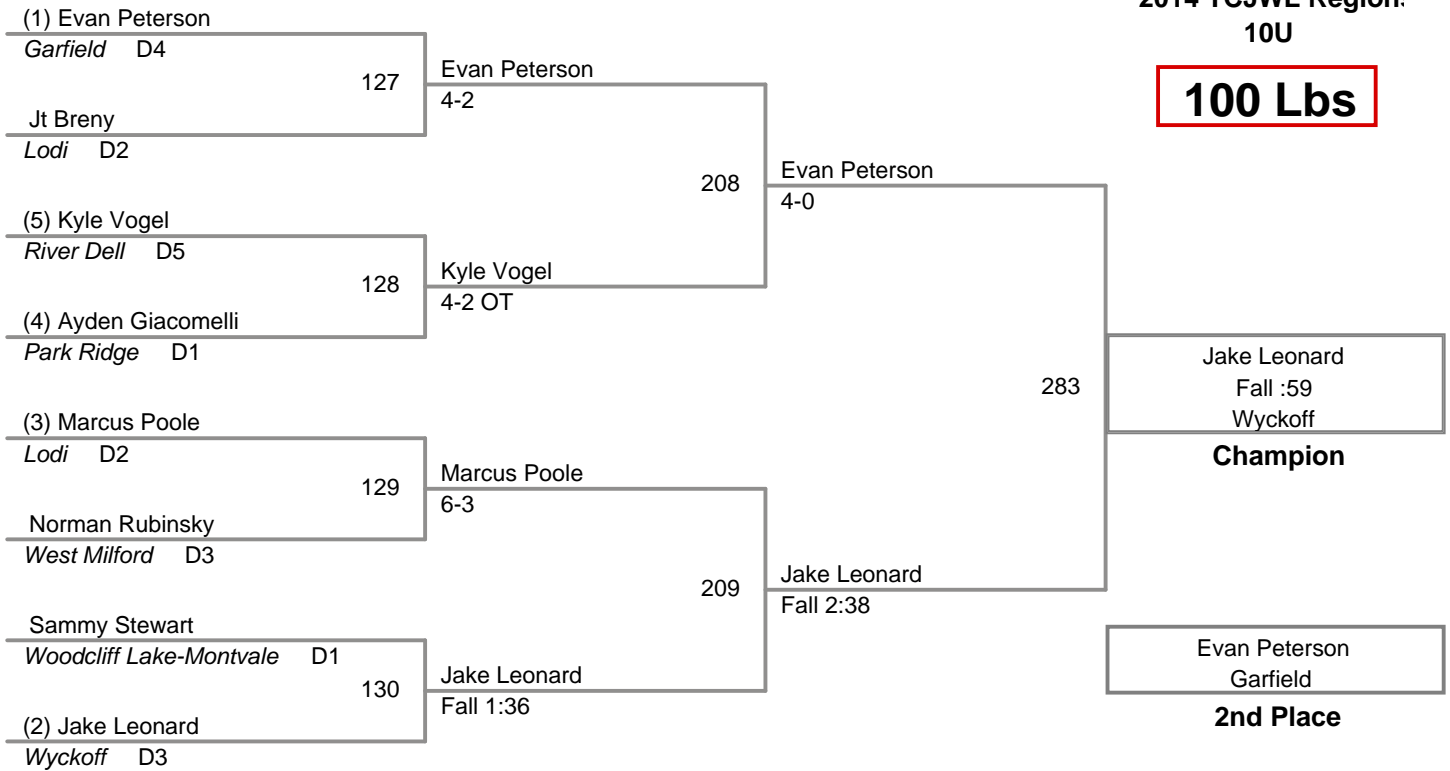 2014 TCJWL
10U
100 Lbs
(1) Evan Peterson
Garfield D4
127
Evan Peterson
4-2
Jt Breny
Lodi D2
208
Evan Peterson
4-0
(5) Kyle Vogel
River Dell D5
128
Kyle Vogel
4-2 OT
(4) Ayden Giacomelli
Park Ridge D1
283
Jake Leonard
Fall :59
Wyckoff
Champion
(3) Marcus Poole
Lodi D2
129
Marcus Poole
6-3
Norman Rubinsky
West Milford D3
209
Jake Leonard
Fall 2:38
Sammy Stewart
Woodcliff Lake-Montvale D1
130
Jake Leonard
Fall 1:36
(2) Jake Leonard
Wyckoff D3
Evan Peterson
Garfield
2nd Place